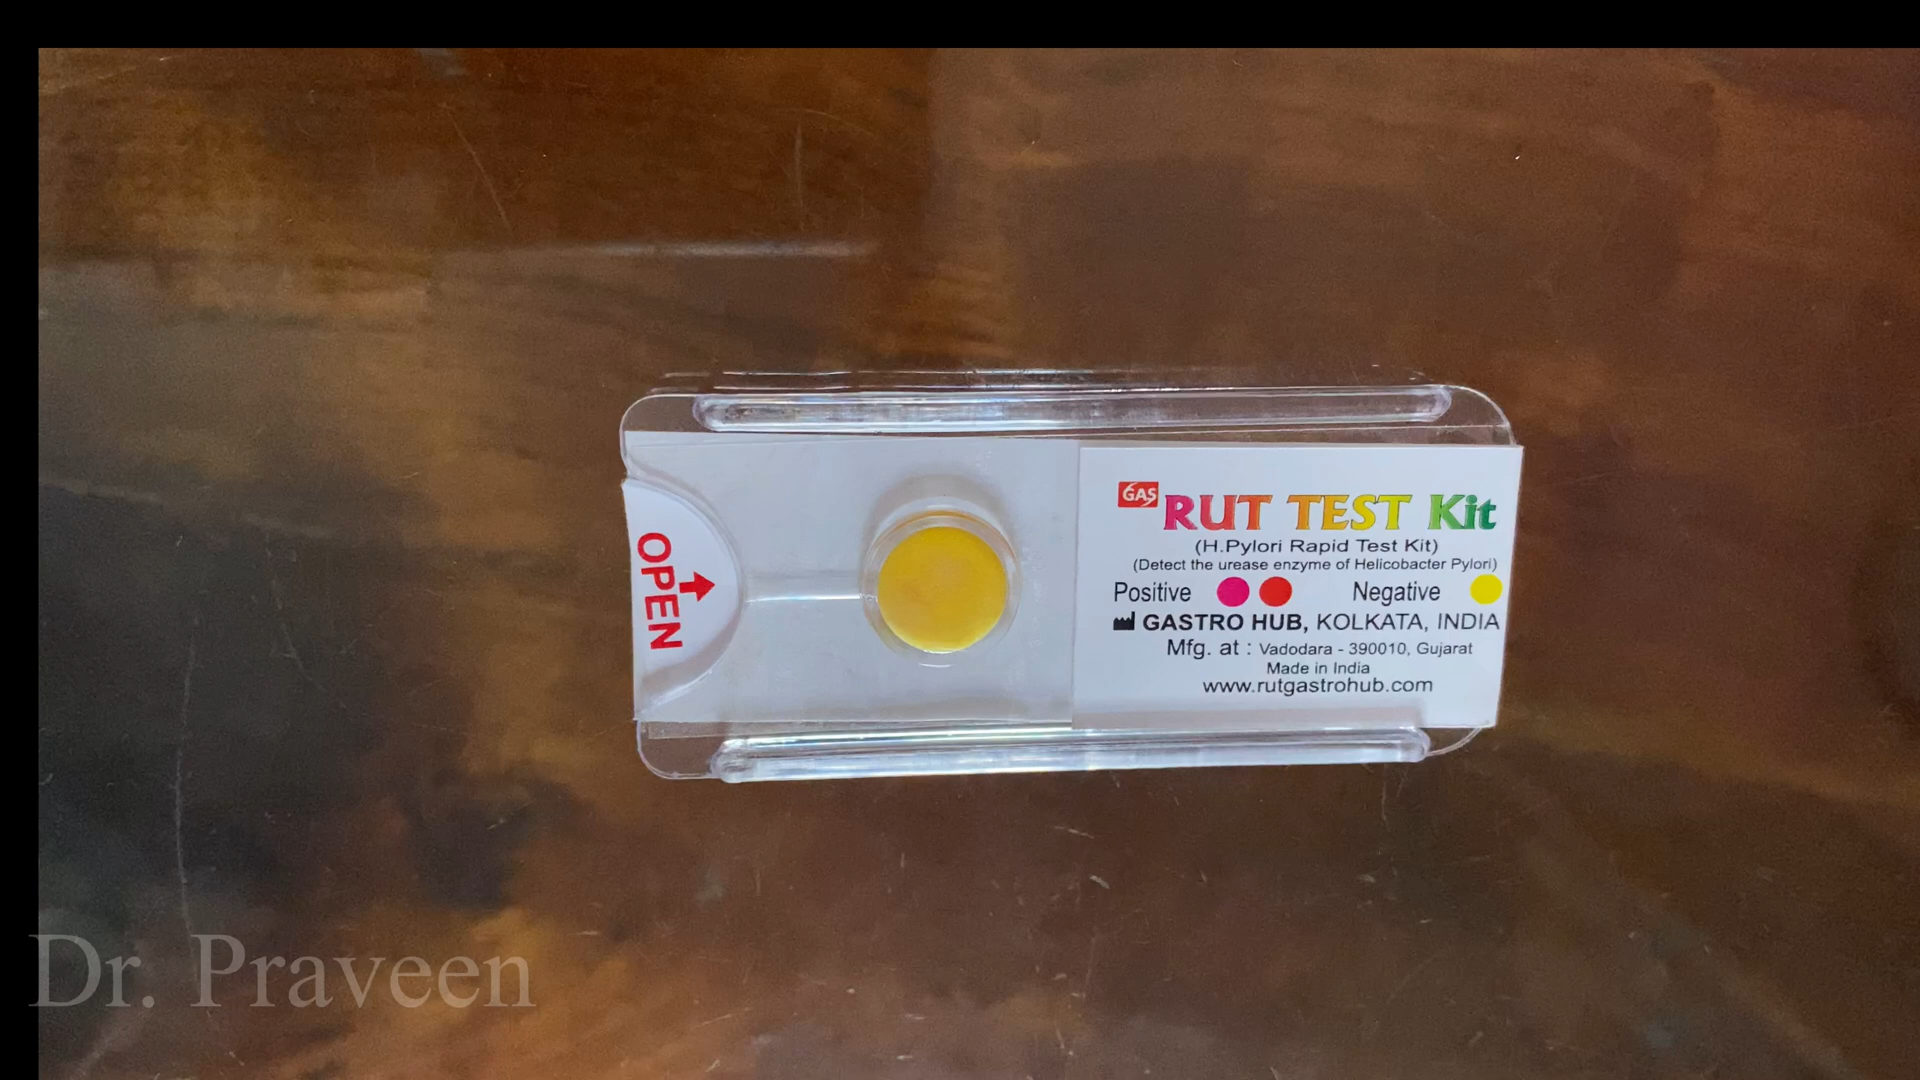 OPEN
GAS
RUT TEST Kit
(H.Pylori Rapid Test Kit)
(Detect the urease enzyme of Helicobacter Pylori)
Positive Negative
GASTRO HUB, KOLKATA, INDIA
Mfg. at : Vadodara - 390010, Gujarat
Made in India
www.rutgastrohub.com
Dr. Praveen